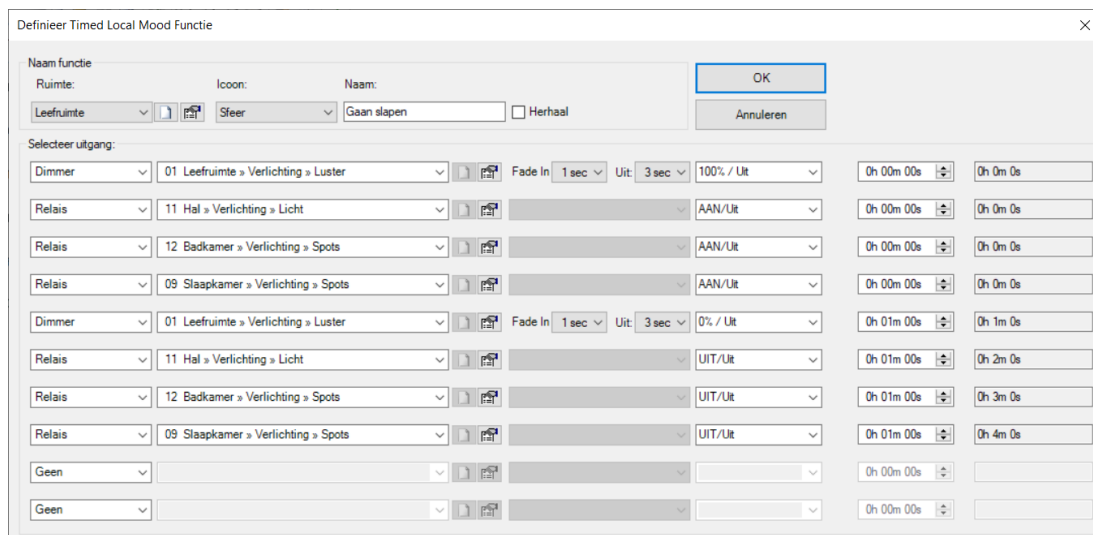 Definieer Timed Local Mood Functie
Naam functie
Ruimte: Icoon: Naam:
Leefruimte Sfeer Gaan slapen Herhaal
OK
Annuleren
Selecteer uitgang:
Dimmer 01 Leefruimte » Verlichting » Luster Fade In 1 sec Uit: 3 sec 100% / Uit 0h 00m 00s 0h 0m 0s
Relais 11 Hal » Verlichting » Licht AAN/Uit 0h 00m 00s 0h 0m 0s
Relais 12 Badkamer » Verlichting » Spots AAN/Uit 0h 00m 00s 0h 0m 0s
Relais 09 Slaapkamer » Verlichting » Spots AAN/Uit 0h 00m 00s 0h 0m 0s
Dimmer 01 Leefruimte » Verlichting » Luster Fade In 1 sec Uit: 3 sec 0% / Uit 0h 01m 00s 0h 1m 0s
Relais 11 Hal » Verlichting » Licht UIT/Uit 0h 01m 00s 0h 2m 0s
Relais 12 Badkamer » Verlichting » Spots UIT/Uit 0h 01m 00s 0h 3m 0s
Relais 09 Slaapkamer » Verlichting » Spots UIT/Uit 0h 01m 00s 0h 4m 0s
Geen 0h 00m 00s
Geen 0h 00m 00s